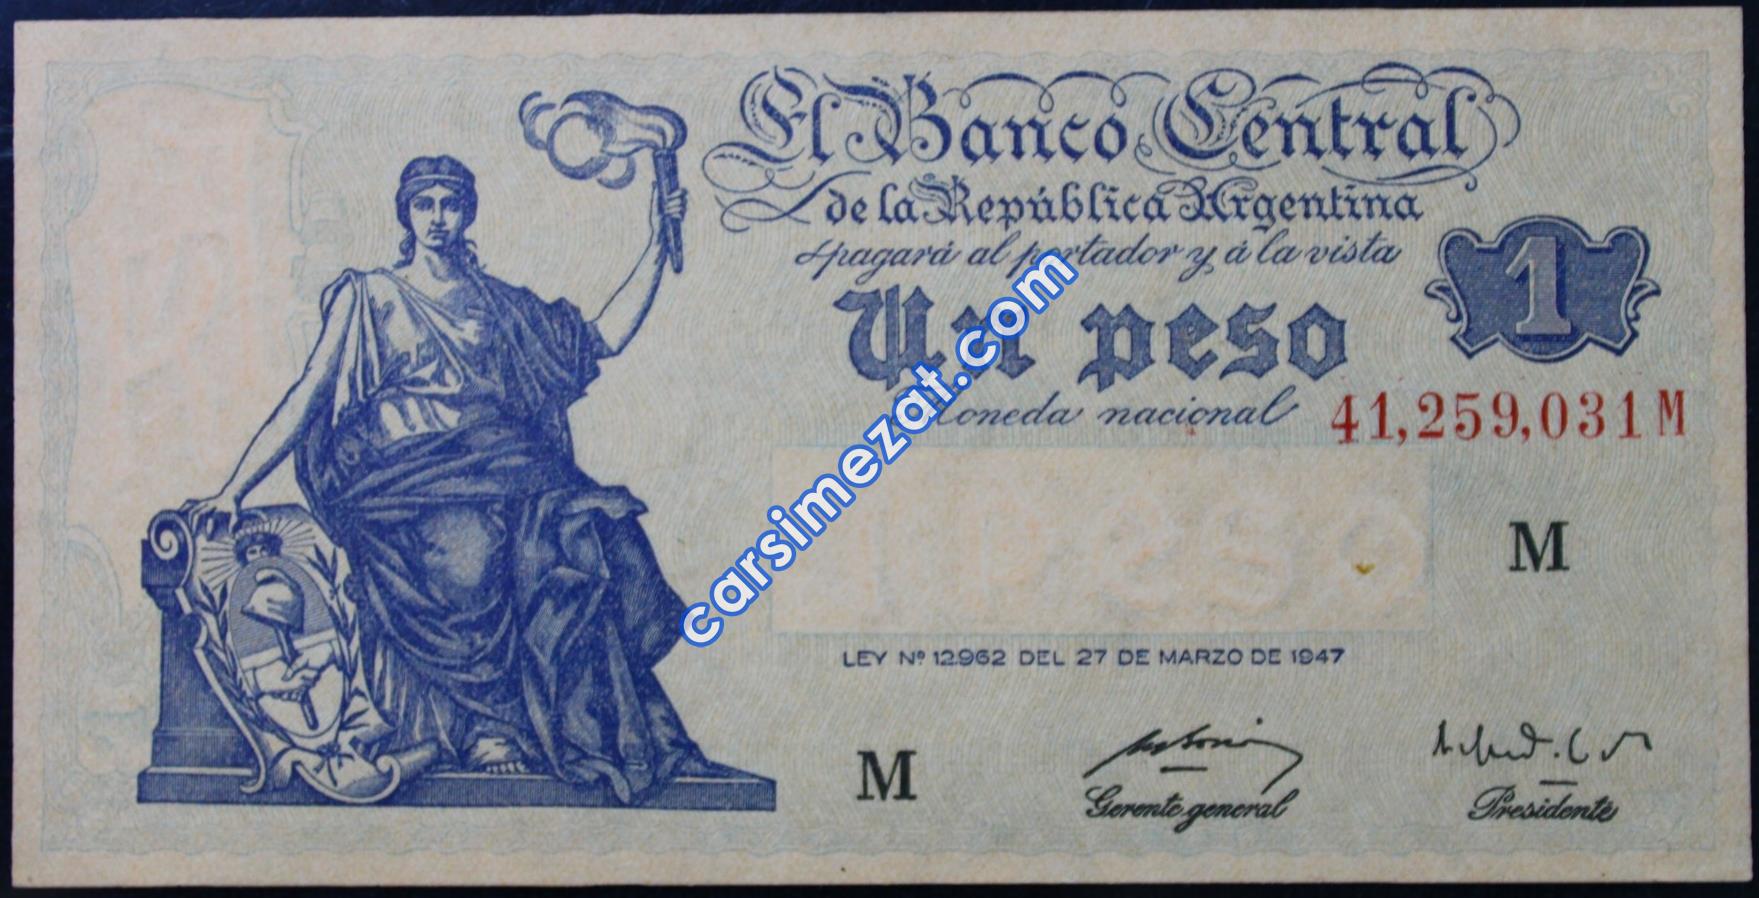 El Banco Central
de la República Argentina
pagará al portador y á la vista
Un peso
1
Moneda nacional
41,259,031 M
M
LEY Nº 12.962 DEL 27 DE MARZO DE 1947
M
Gerente general
Presidente
carsimezat.com